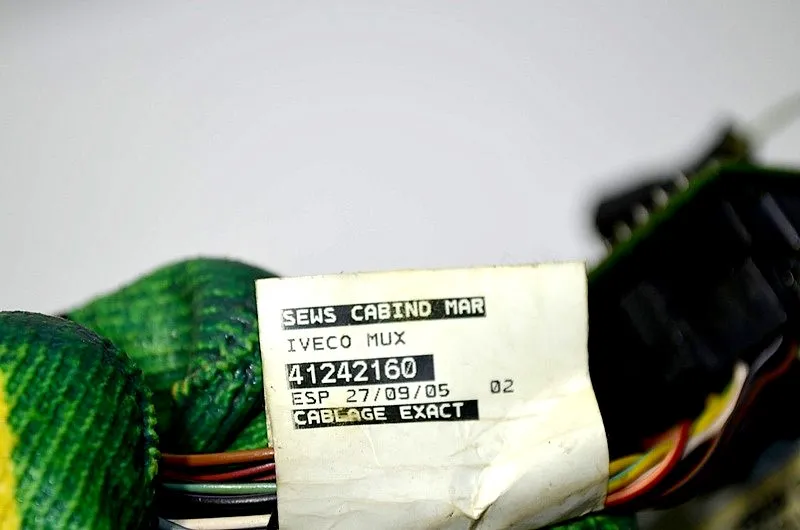 SEWS CABIND MAR
IVECO MUX
41242160
ESP 27/09/05 02
CABLAGE EXACT